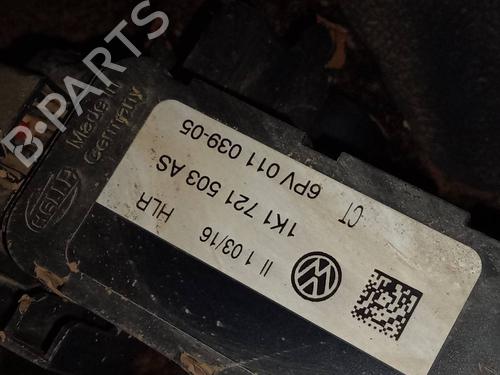 B-PARTS
HELLA
Made in
Germany
CT
6PV 011 039-05
1K1 721 503 AS
HLR
II 1 03/16
VW